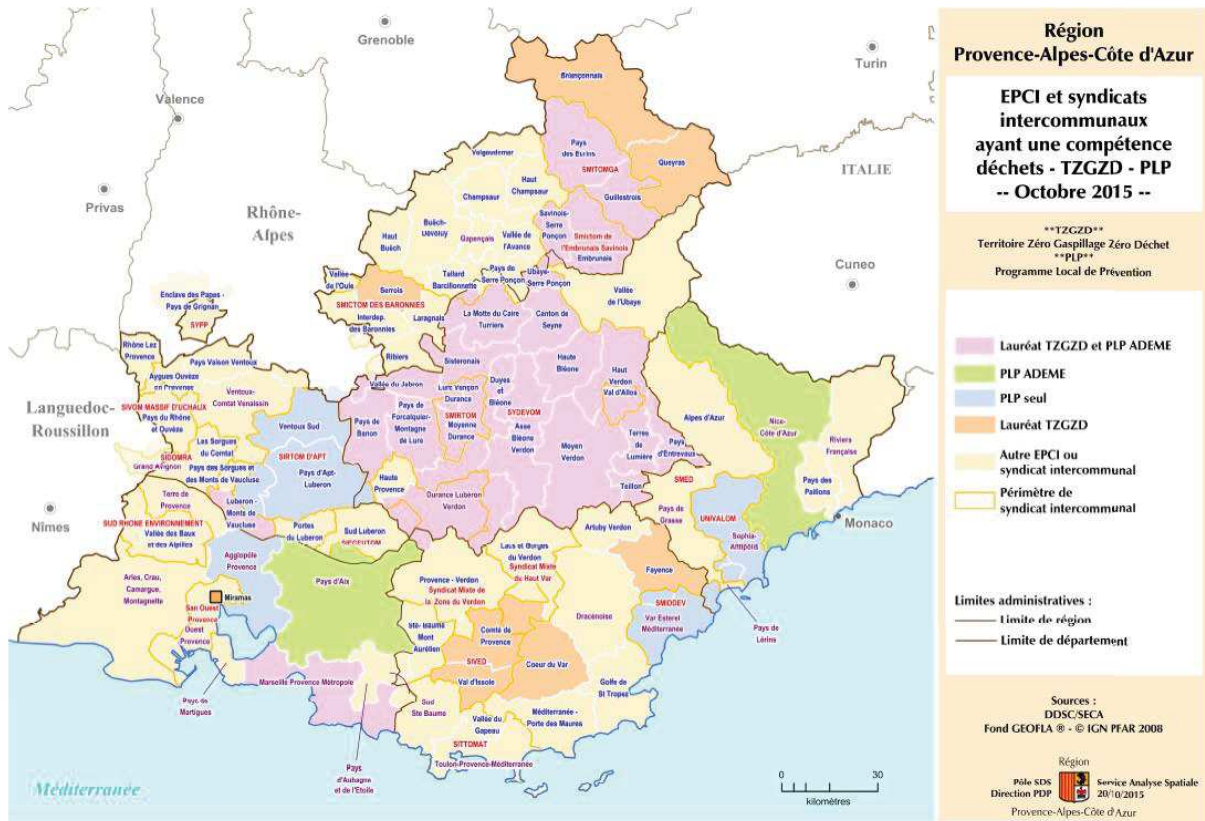 Grenoble
Turin
Valence
ITALIE
Privas
Rhône-
Alpes
Cuneo
Languedoc-
Roussillon
Nîmes
Monaco
Méditerranée
Briançonnais
Pays
des Ecrins
SMITOMGA
Queyras
Guillestrois
Valgaudemar
Haut
Champsaur
Champsaur
Buëch-
Dévoluy
Haut
Buëch
Gapençais
Vallée de
l'Avance
Savinois-
Serre
Ponçon
Smictom de
l'Embrunais Savinois
Embrunais
Tallard
Barcillonnette
Pays de
Serre Ponçon
Ubaye-
Serre Ponçon
Vallée
de l'Ubaye
Vallée
de l'Oule
Serrois
SMICTOM DES BARONNIES
Interdep.
des Baronnies
Laragnais
Ribiers
La Motte du Caire
Turriers
Canton de
Seyne
Enclave des Papes -
Pays de Grignan
SYPP
Rhône Lez
Provence
Pays Vaison Ventoux
Aygues Ouvèze
en Provence
Ventoux-
Comtat Venaissin
SIVOM MASSIF D'UCHAUX
Pays du Rhône
et Ouvèze
Les Sorgues
du Comtat
SIDOMRA
Grand Avignon
Pays des Sorgues et
des Monts de Vaucluse
Ventoux Sud
SIRTOM D'APT
Pays d'Apt-
Luberon
Luberon -
Monts de
Vaucluse
Portes
du Luberon
Sud Luberon
SIECEUTOM
Sisteronais
Vallée du Jabron
Lure Vençon
Durance
Duyes
et
Bléone
Haute
Bléone
Haut
Verdon
Val d'Allos
Pays de
Banon
Pays de
Forcalquier-
Montagne
de Lure
SMIRTOM
Moyenne
Durance
SYDEVOM
Asse
Bléone
Verdon
Moyen
Verdon
Terres
de
Lumière
Pays
d'Entrevaux
Teillon
Haute
Provence
Durance Lubéron
Verdon
Alpes d'Azur
Nice-
Côte d'Azur
Riviera
Française
Pays des
Paillons
SMED
Pays de
Grasse
UNIVALOM
Sophia-
Antipolis
Pays de
Lérins
Terre de
Provence
SUD RHONE ENVIRONNEMENT
Vallée des Baux
et des Alpilles
Agglopôle
Provence
Arles, Crau,
Camargue,
Montagnette
Miramas
San Ouest
Provence
Ouest
Provence
Pays de
Martigues
Pays d'Aix
Marseille Provence Métropole
Pays
d'Aubagne
et de l'Etoile
Artuby Verdon
Lacs et Gorges
du Verdon
Syndicat Mixte
du Haut Var
Provence - Verdon
Syndicat Mixte de
la Zone du Verdon
Fayence
Dracénoise
SMIDDEV
Var Esterel
Méditerranée
Ste- Baume
Mont
Aurélien
Comté de
Provence
SIVED
Val d'Issole
Coeur du Var
Golfe de
St Tropez
Sud
Ste Baume
Vallée du
Gapeau
Méditerranée -
Porte des Maures
SITTOMAT
Toulon-Provence-Méditerranée
0 30
kilomètres
Région
Provence-Alpes-Côte d'Azur
EPCI et syndicats
intercommunaux
ayant une compétence
déchets - TZGZD - PLP
-- Octobre 2015 --
**TZGZD**
Territoire Zéro Gaspillage Zéro Déchet
**PLP**
Programme Local de Prévention
Lauréat TZGZD et PLP ADEME
PLP ADEME
PLP seul
Lauréat TZGZD
Autre EPCI ou
syndicat intercommunal
Périmètre de
syndicat intercommunal
Limites administratives :
Limite de région
Limite de département
Sources :
DDSC/SECA
Fond GEOFLA ® - © IGN PFAR 2008
Région
Pôle SDS
Direction PDP
Service Analyse Spatiale
20/10/2015
Provence-Alpes-Côte d'Azur